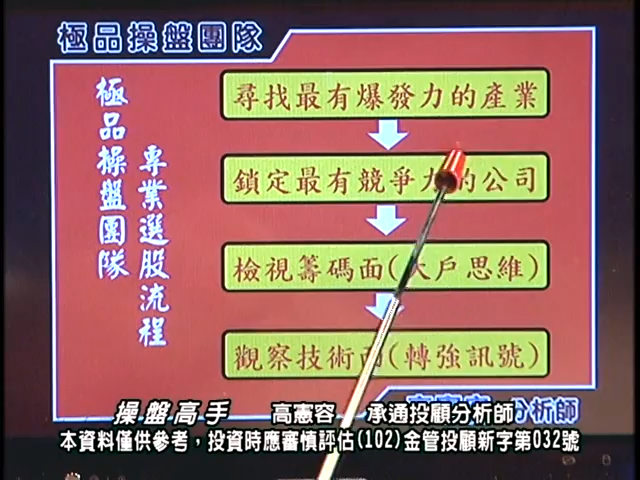 極品操盤團隊
極品操盤團隊
專業選股流程
尋找最有爆發力的產業
鎖定最有競爭力的公司
檢視籌碼面(大戶思維)
觀察技術面(轉強訊號)
分析師
操盤高手 高憲容 承通投顧分析師
本資料僅供參考，投資時應審慎評估(102)金管投顧新字第032號